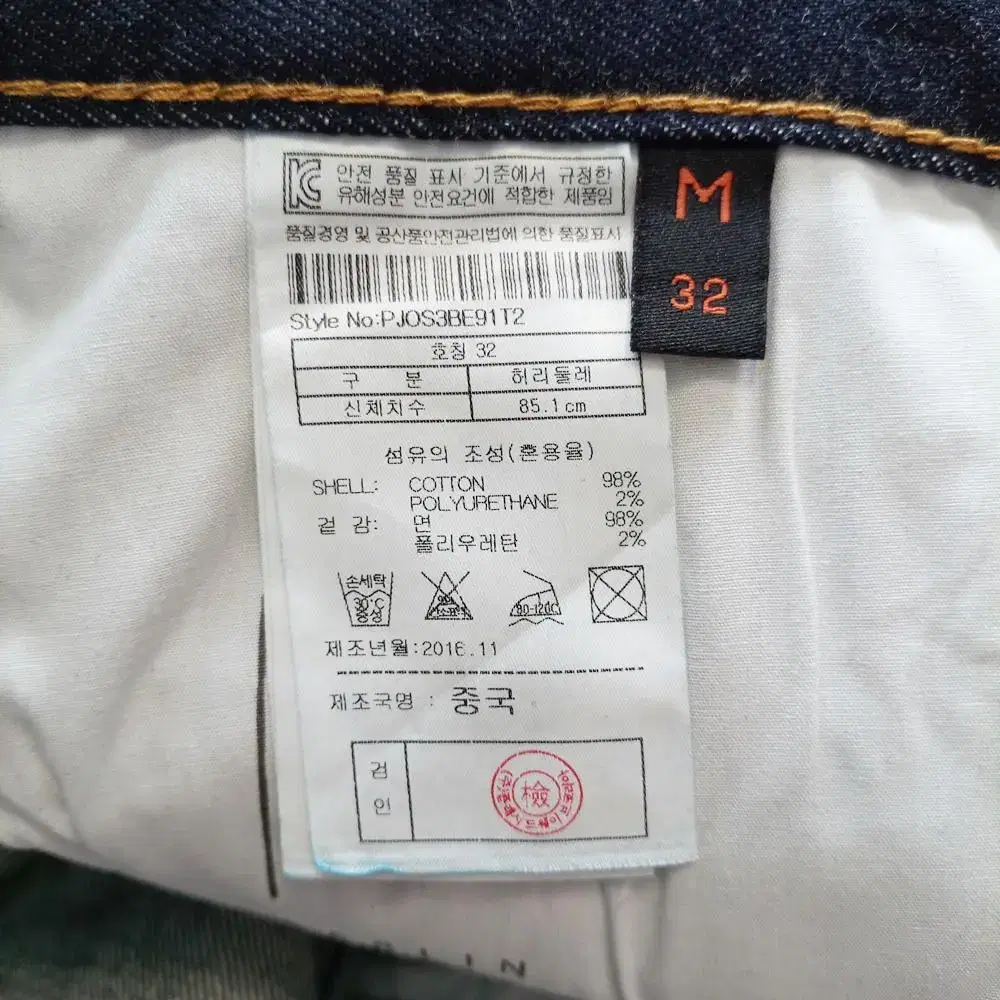 안전 품질 표시 기준에서 규정한
유해성분 안전요건에 적합한 제품임
품질경영 및 공산품안전관리법에 의한 품질표시
Style No:PJOS3BE91T2
호칭 32
구 분 허리둘레
신체치수 85.1cm
섬유의 조성(혼용율)
SHELL: COTTON 98%
POLYURETHANE 2%
겉 감: 면 98%
폴리우레탄 2%
손세탁
30°C
중성
80-120C
제조년월:2016.11
제조국명 : 중국
검
인
檢
M
32